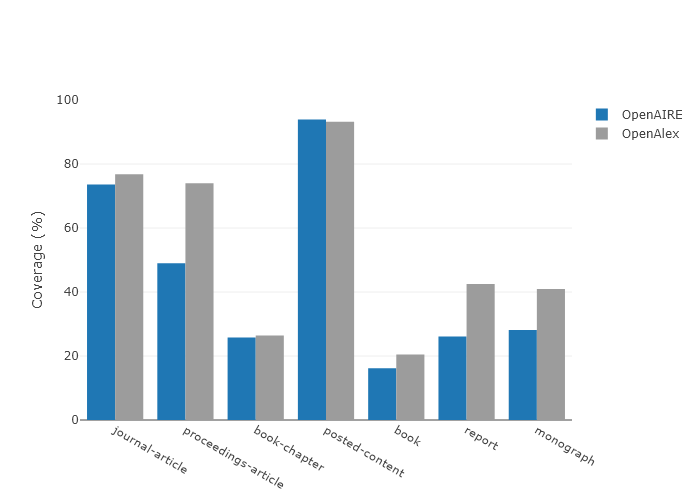 100
80
60
40
20
0
Coverage (%)
OpenAIRE
OpenAlex
journal-article
proceedings-article
book-chapter
posted-content
book
report
monograph